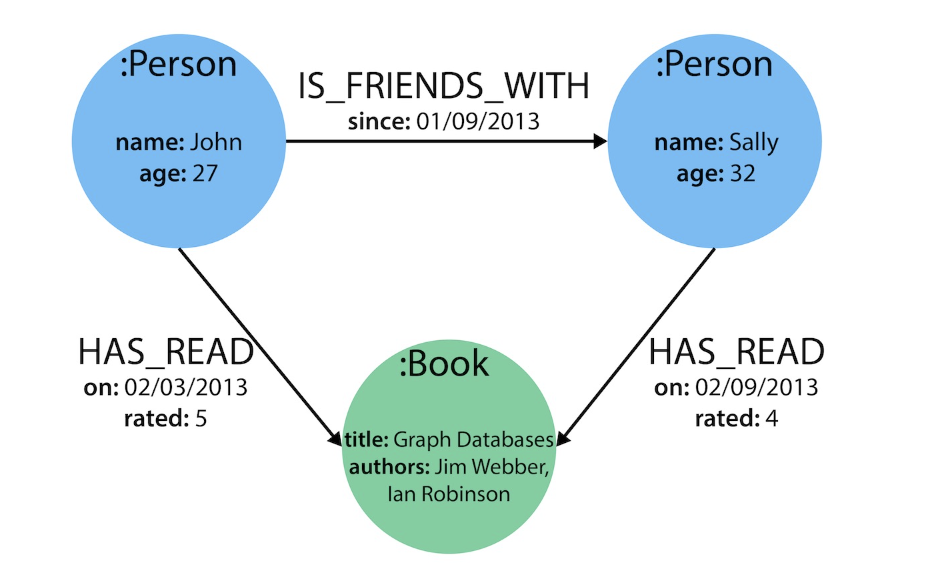 :Person
name: John
age: 27
IS_FRIENDS_WITH
since: 01/09/2013
:Person
name: Sally
age: 32
HAS_READ
on: 02/03/2013
rated: 5
:Book
title: Graph Databases
authors: Jim Webber,
Ian Robinson
HAS_READ
on: 02/09/2013
rated: 4